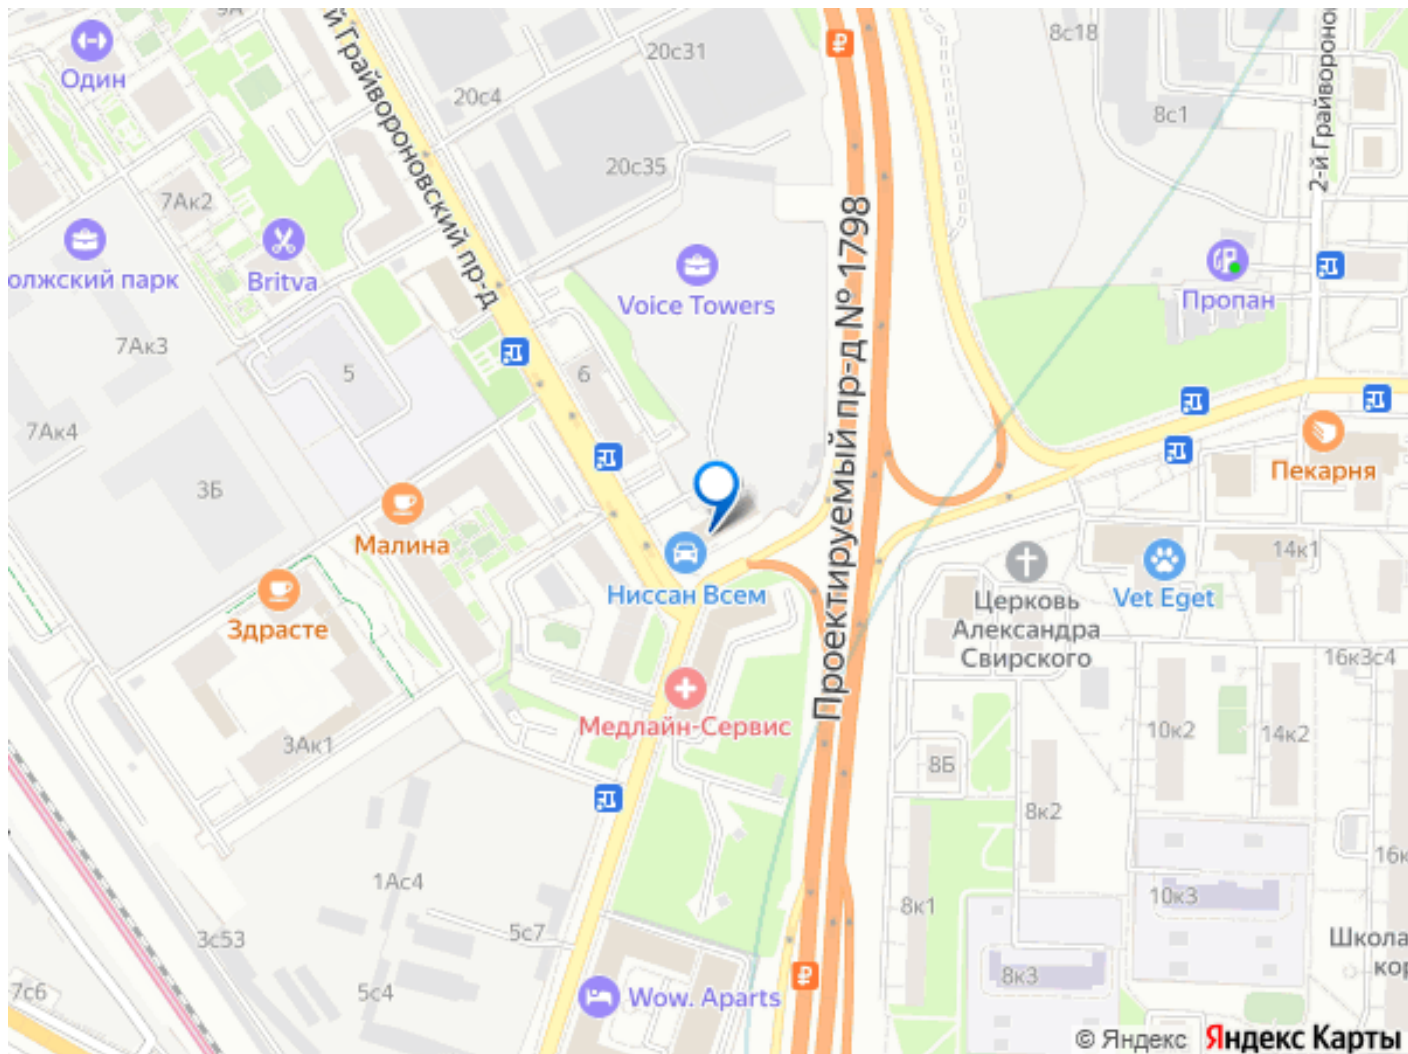 9А
Один
й Грайвороновский пр-д
20с31
20с4
20с35
8с18
8с1
2-й Грайвороно
7Ак2
олжский парк
Britva
Voice Towers
Пропан
7Ак3
5
6
Проектируемый пр-д № 1798
7Ак4
3Б
Пекарня
Малина
Ниссан Всем
14к1
Vet Eget
Церковь
Александра
Свирского
Здрасте
16к3с4
Медлайн-Сервис
3Ак1
10к2
14к2
8Б
8к2
16к
1Ас4
10к3
8к1
5с7
3с53
Школа
кор
8к3
7с6
5с4
Wow. Aparts
© Яндекс Яндекс Карты